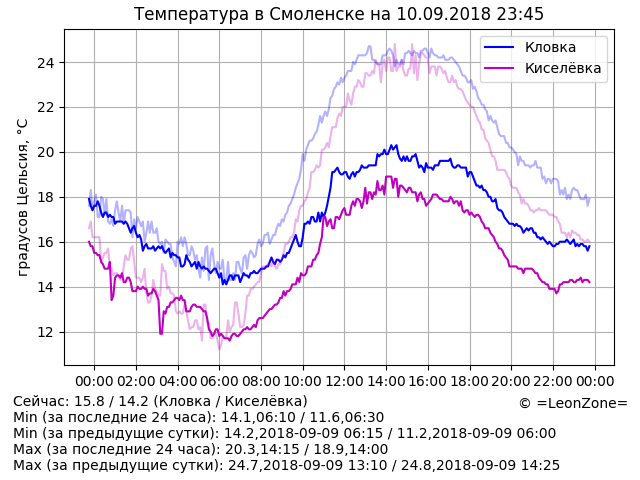 Температура в Смоленске на 10.09.2018 23:45
Кловка
Киселёвка
градусов Цельсия, °C
24
22
20
18
16
14
12
00:00 02:00 04:00 06:00 08:00 10:00 12:00 14:00 16:00 18:00 20:00 22:00 00:00
Сейчас: 15.8 / 14.2 (Кловка / Киселёвка)
© =LeonZone=
Min (за последние 24 часа): 14.1,06:10 / 11.6,06:30
Min (за предыдущие сутки): 14.2,2018-09-09 06:15 / 11.2,2018-09-09 06:00
Max (за последние 24 часа): 20.3,14:15 / 18.9,14:00
Max (за предыдущие сутки): 24.7,2018-09-09 13:10 / 24.8,2018-09-09 14:25